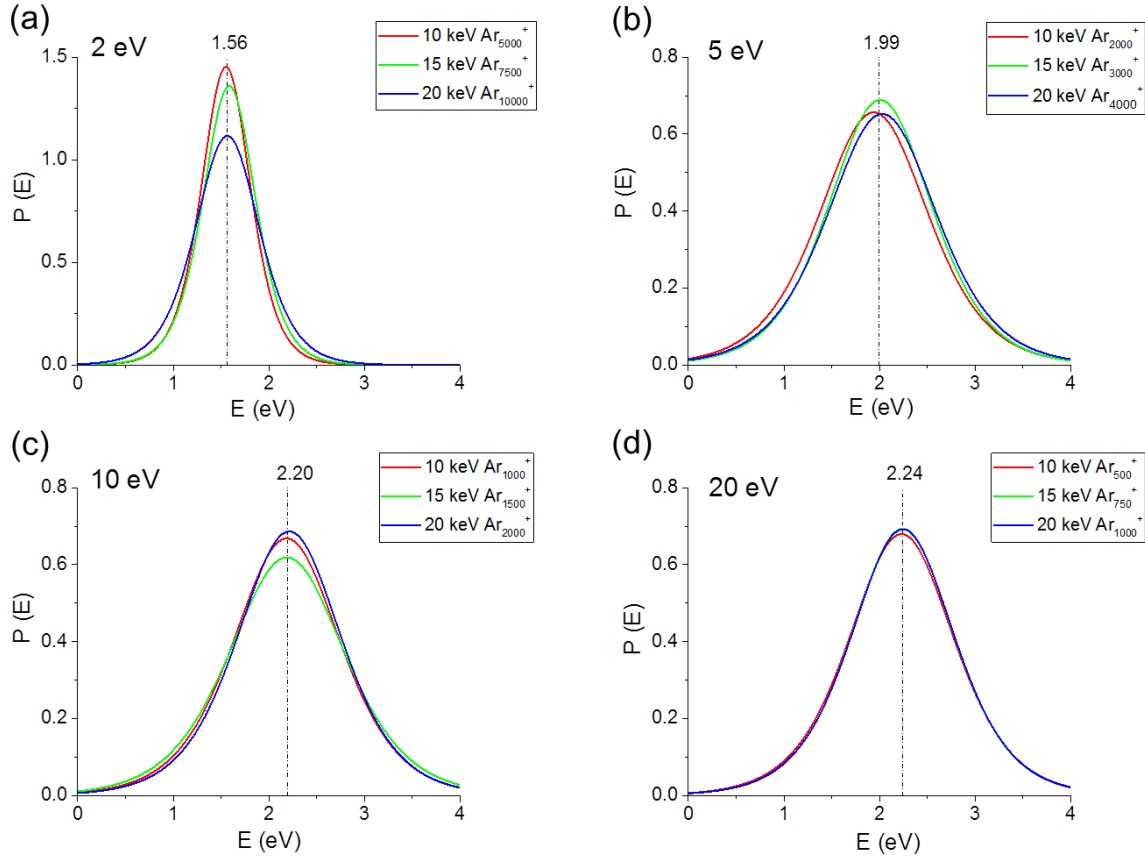 (a)
2 eV
1.56
10 keV Ar5000+
15 keV Ar7500+
20 keV Ar10000+
1.5
1.0
0.5
0.0
P (E)
0 1 2 3 4
E (eV)
(b)
5 eV
1.99
10 keV Ar2000+
15 keV Ar3000+
20 keV Ar4000+
0.8
0.6
0.4
0.2
0.0
P (E)
0 1 2 3 4
E (eV)
(c)
10 eV
2.20
10 keV Ar1000+
15 keV Ar1500+
20 keV Ar2000+
0.8
0.6
0.4
0.2
0.0
P (E)
0 1 2 3 4
E (eV)
(d)
20 eV
2.24
10 keV Ar500+
15 keV Ar750+
20 keV Ar1000+
0.8
0.6
0.4
0.2
0.0
P (E)
0 1 2 3 4
E (eV)